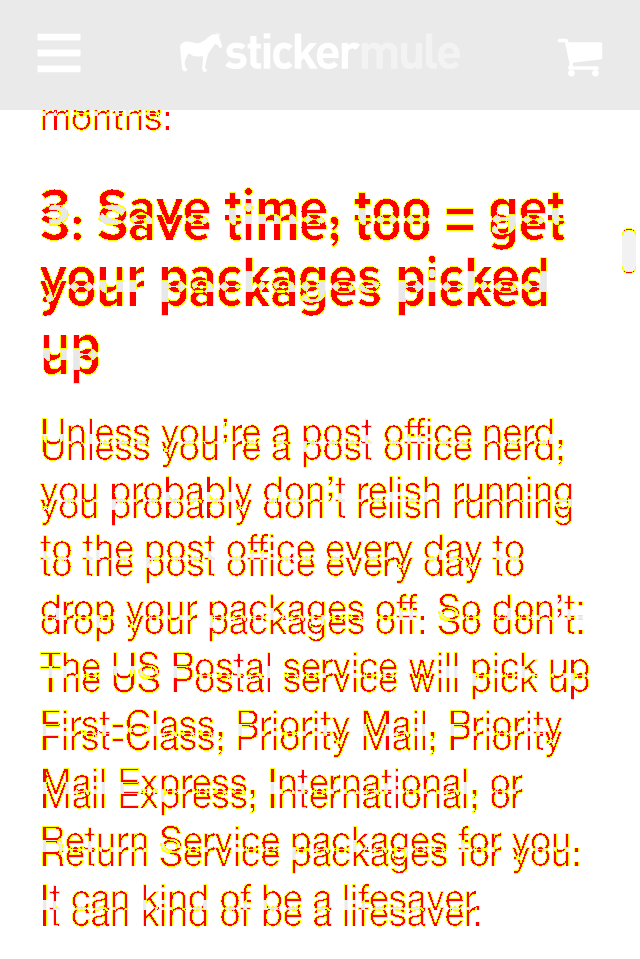 stickermule
months:
3. Save time, too = get
your packages picked
up
Unless you're a post office nerd,
you probably don't relish running
to the post office every day to
drop your packages off. So don't:
The US Postal service will pick up
First-Class, Priority Mail, Priority
Mail Express, International, or
Return Service packages for you.
It can kind of be a lifesaver.